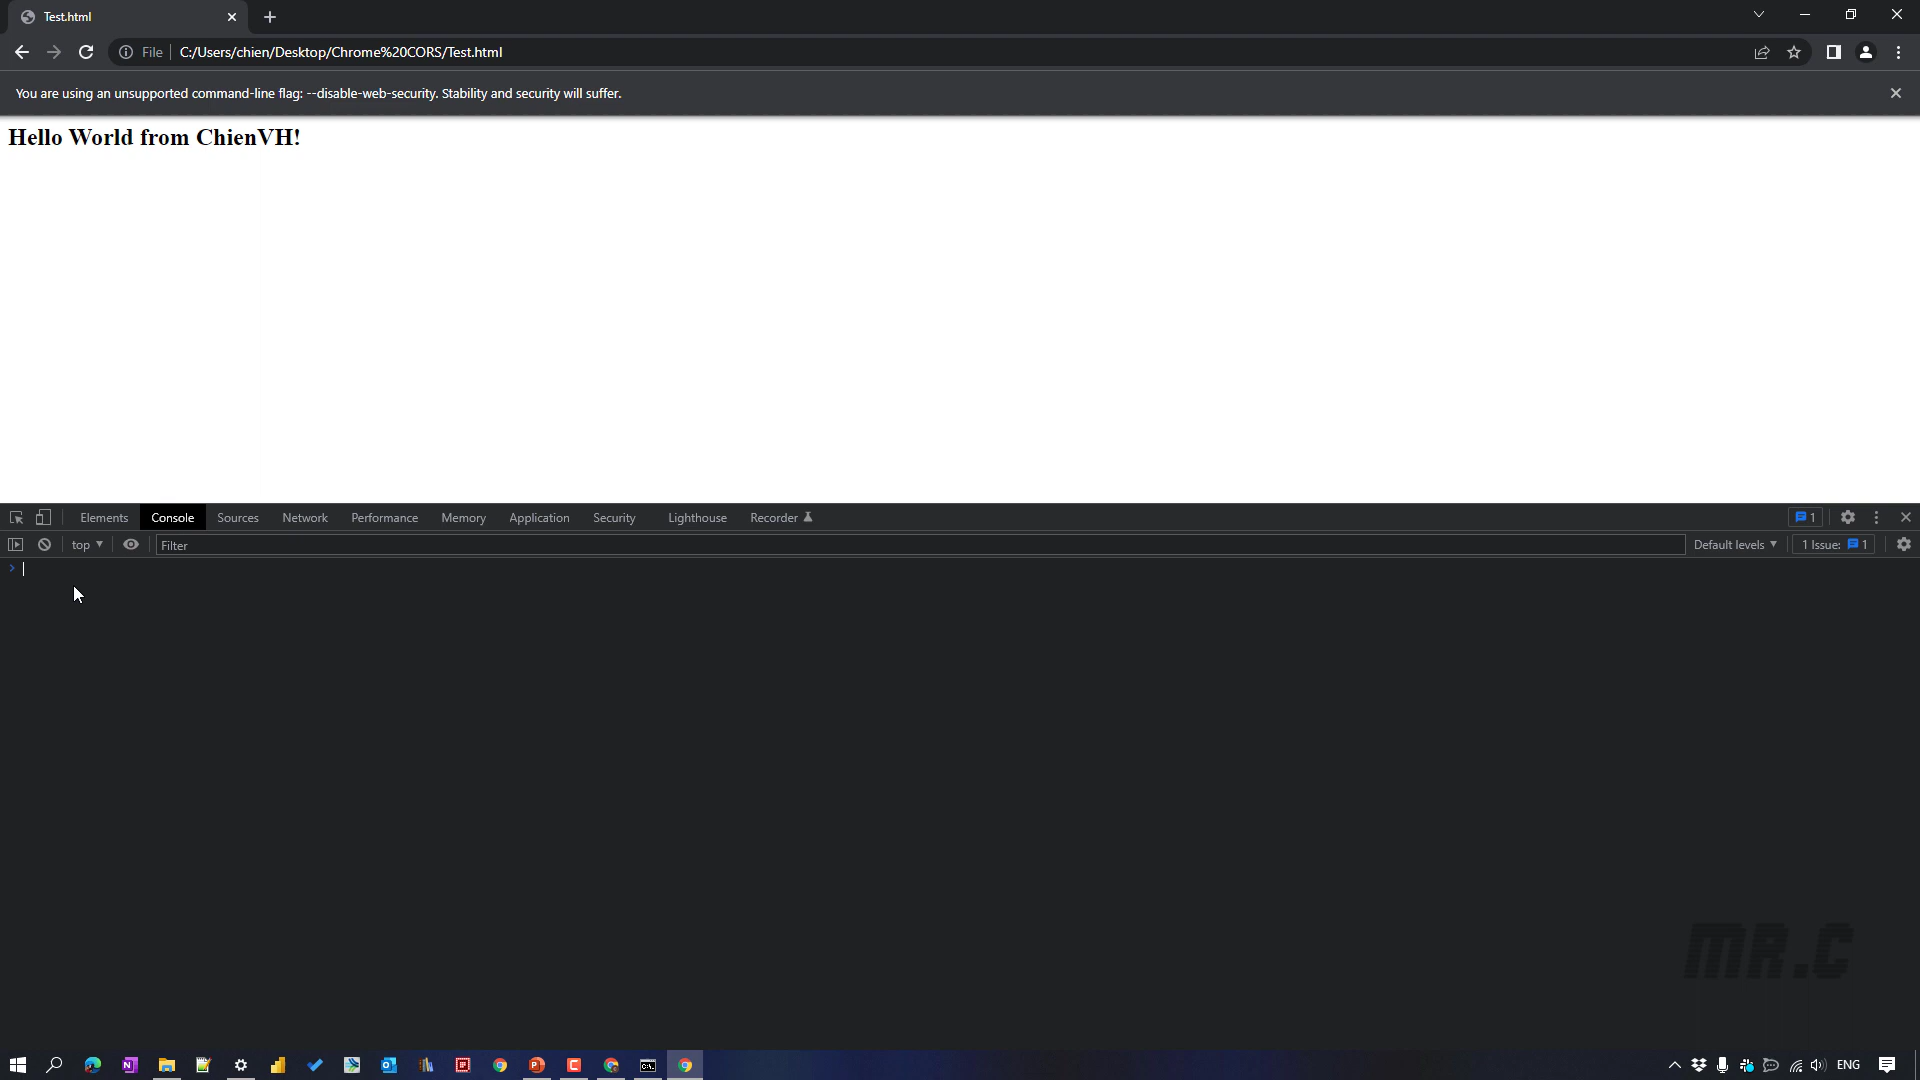 Test.html
File
C:/Users/chien/Desktop/Chrome%20CORS/Test.html
You are using an unsupported command-line flag: --disable-web-security. Stability and security will suffer.
Hello World from ChienVH!
Elements Console Sources Network Performance Memory Application Security Lighthouse Recorder 1
top Filter Default levels 1 Issue: 1
MR.C
ENG